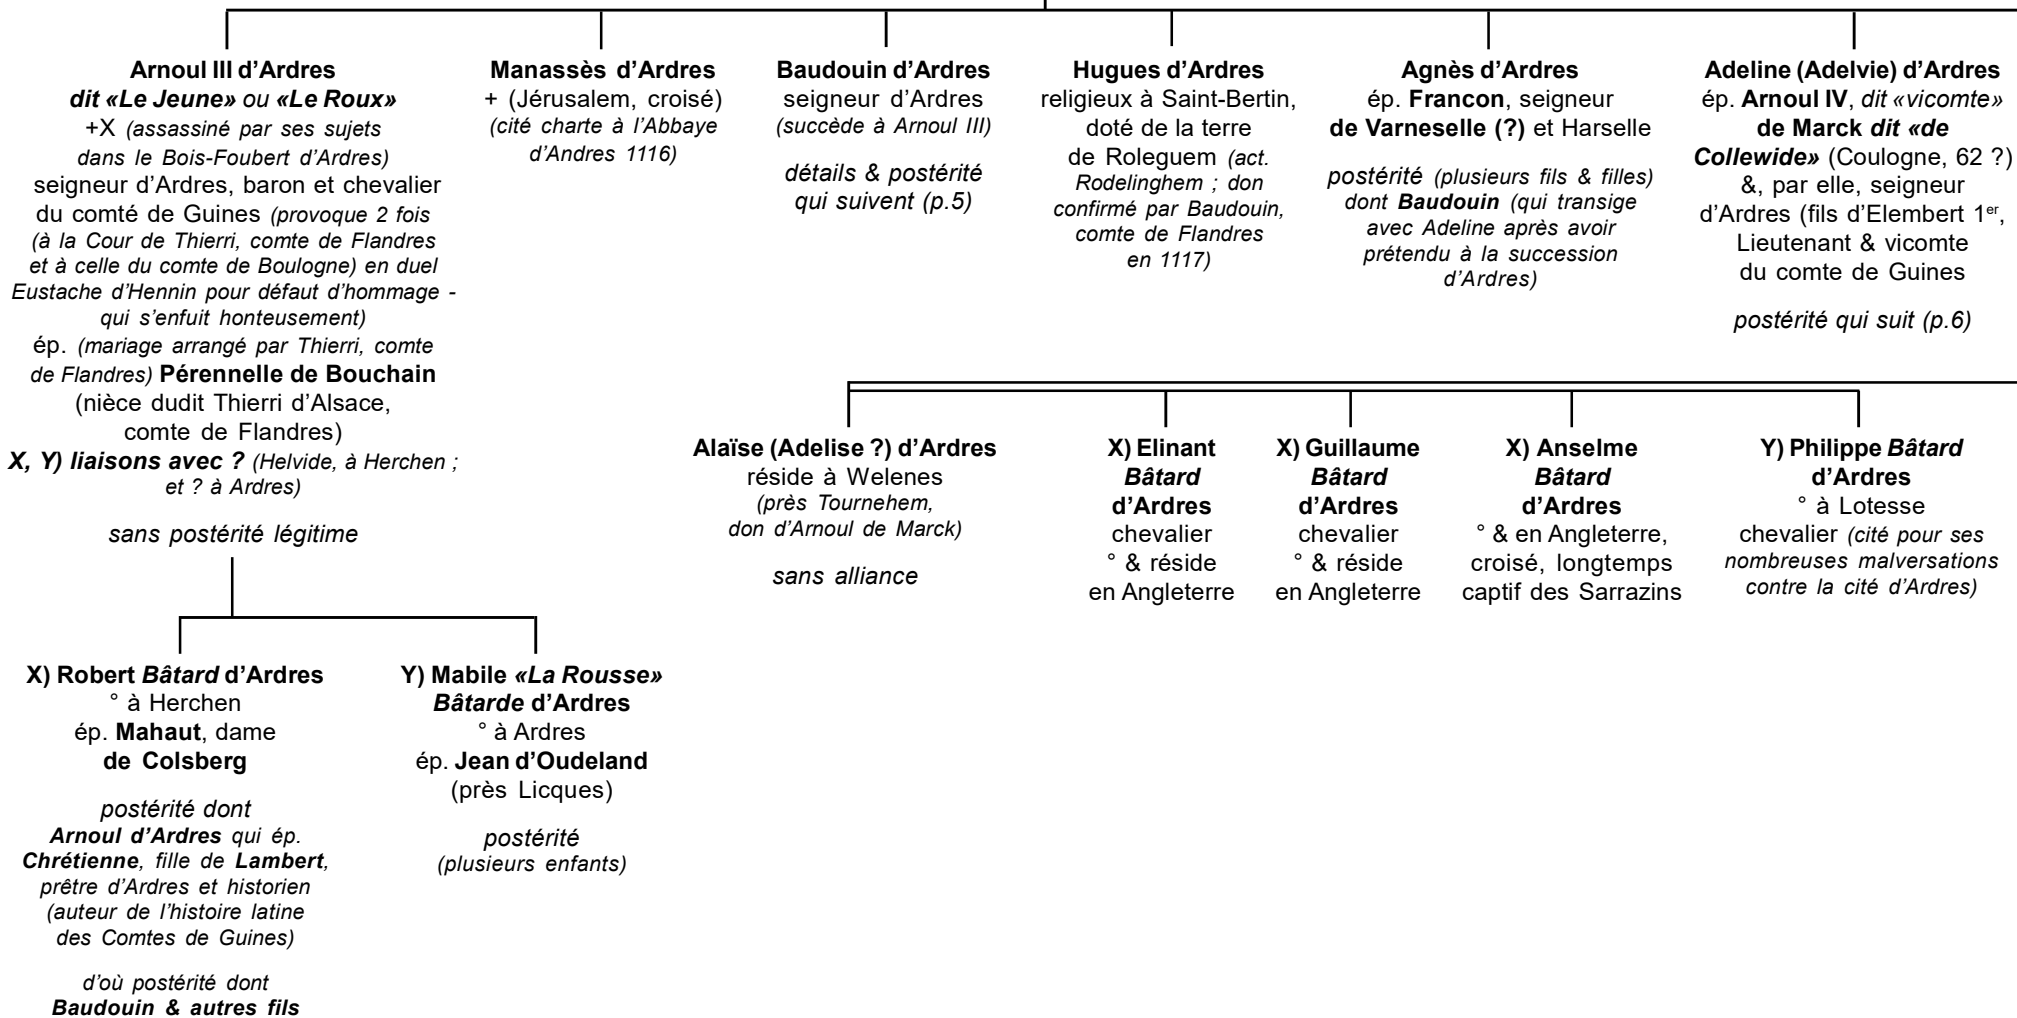 Arnoul III d’Ardres
dit «Le Jeune» ou «Le Roux»
+X (assassiné par ses sujets
dans le Bois-Foubert d’Ardres)
seigneur d’Ardres, baron et chevalier
du comté de Guines (provoque 2 fois
(à la Cour de Thierri, comte de Flandres
et à celle du comte de Boulogne) en duel
Eustache d’Hennin pour défaut d’hommage -
qui s’enfuit honteusement)
ép. (mariage arrangé par Thierri, comte
de Flandres) Pérennelle de Bouchain
(nièce dudit Thierri d’Alsace,
comte de Flandres)
X, Y) liaisons avec ? (Helvide, à Herchen ;
et ? à Ardres)
sans postérité légitime
Manassès d’Ardres
+ (Jérusalem, croisé)
(cité charte à l’Abbaye
d’Andres 1116)
Baudouin d’Ardres
seigneur d’Ardres
(succède à Arnoul III)
détails & postérité
qui suivent (p.5)
Hugues d’Ardres
religieux à Saint-Bertin,
doté de la terre
de Roleguem (act.
Rodelinghem ; don
confirmé par Baudouin,
comte de Flandres
en 1117)
Agnès d’Ardres
ép. Francon, seigneur
de Varneselle (?) et Harselle
postérité (plusieurs fils & filles)
dont Baudouin (qui transige
avec Adeline après avoir
prétendu à la succession
d’Ardres)
Adeline (Adelvie) d’Ardres
ép. Arnoul IV, dit «vicomte»
de Marck dit «de
Collewide» (Coulogne, 62 ?)
&, par elle, seigneur
d’Ardres (fils d’Elembert 1er,
Lieutenant & vicomte
du comte de Guines
postérité qui suit (p.6)
Alaïse (Adelise ?) d’Ardres
réside à Welenes
(près Tournehem,
don d’Arnoul de Marck)
sans alliance
X) Elinant
Bâtard
d’Ardres
chevalier
° & réside
en Angleterre
X) Guillaume
Bâtard
d’Ardres
chevalier
° & réside
en Angleterre
X) Anselme
Bâtard
d’Ardres
° & en Angleterre,
croisé, longtemps
captif des Sarrazins
Y) Philippe Bâtard
d’Ardres
° à Lotesse
chevalier (cité pour ses
nombreuses malversations
contre la cité d’Ardres)
X) Robert Bâtard d’Ardres
° à Herchen
ép. Mahaut, dame
de Colsberg
postérité dont
Arnoul d’Ardres qui ép.
Chrétienne, fille de Lambert,
prêtre d’Ardres et historien
(auteur de l’histoire latine
des Comtes de Guines)
d’où postérité dont
Baudouin & autres fils
Y) Mabile «La Rousse»
Bâtarde d’Ardres
° à Ardres
ép. Jean d’Oudeland
(près Licques)
postérité
(plusieurs enfants)